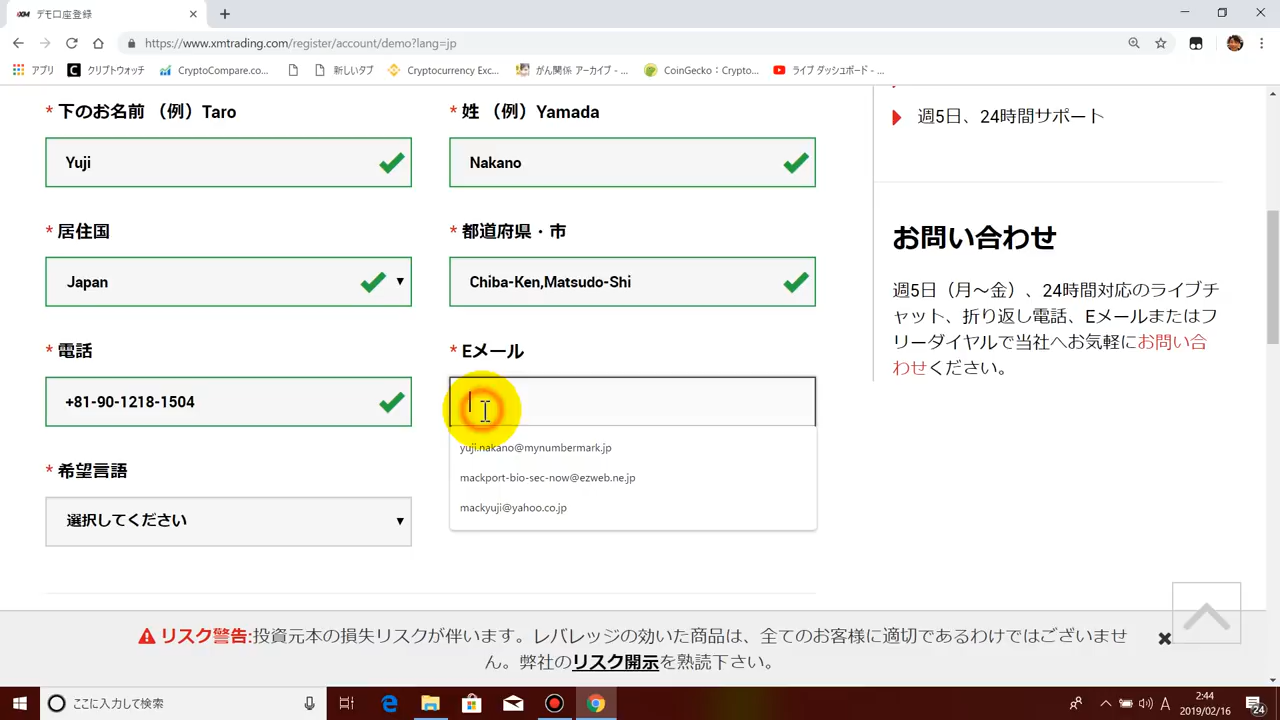 デモ口座登録
https://www.xmtrading.com/register/account/demo?lang=jp
アプリ
クリプトウォッチ
CryptoCompare.co...
新しいタブ
Cryptocurrency Exc...
がん関係 アーカイブ - ...
CoinGecko：Crypto...
ライブ ダッシュボード - ...
* 下のお名前 （例）Taro
* 姓 （例）Yamada
Yuji
Nakano
* 居住国
* 都道府県・市
Japan
Chiba-Ken,Matsudo-Shi
* 電話
* Eメール
+81-90-1218-1504
yuji.nakano@mynumbermark.jp
mackport-bio-sec-now@ezweb.ne.jp
mackyuji@yahoo.co.jp
* 希望言語
選択してください
週5日、24時間サポート
お問い合わせ
週5日（月～金）、24時間対応のライブチ
ャット、折り返し電話、Eメールまたはフ
リーダイヤルで当社へお気軽にお問い合
わせください。
リスク警告:投資元本の損失リスクが伴います。レバレッジの効いた商品は、全てのお客様に適切であるわけではございませ
ん。弊社のリスク開示を熟読下さい。
ここに入力して検索
A
2:44
2019/02/16
24